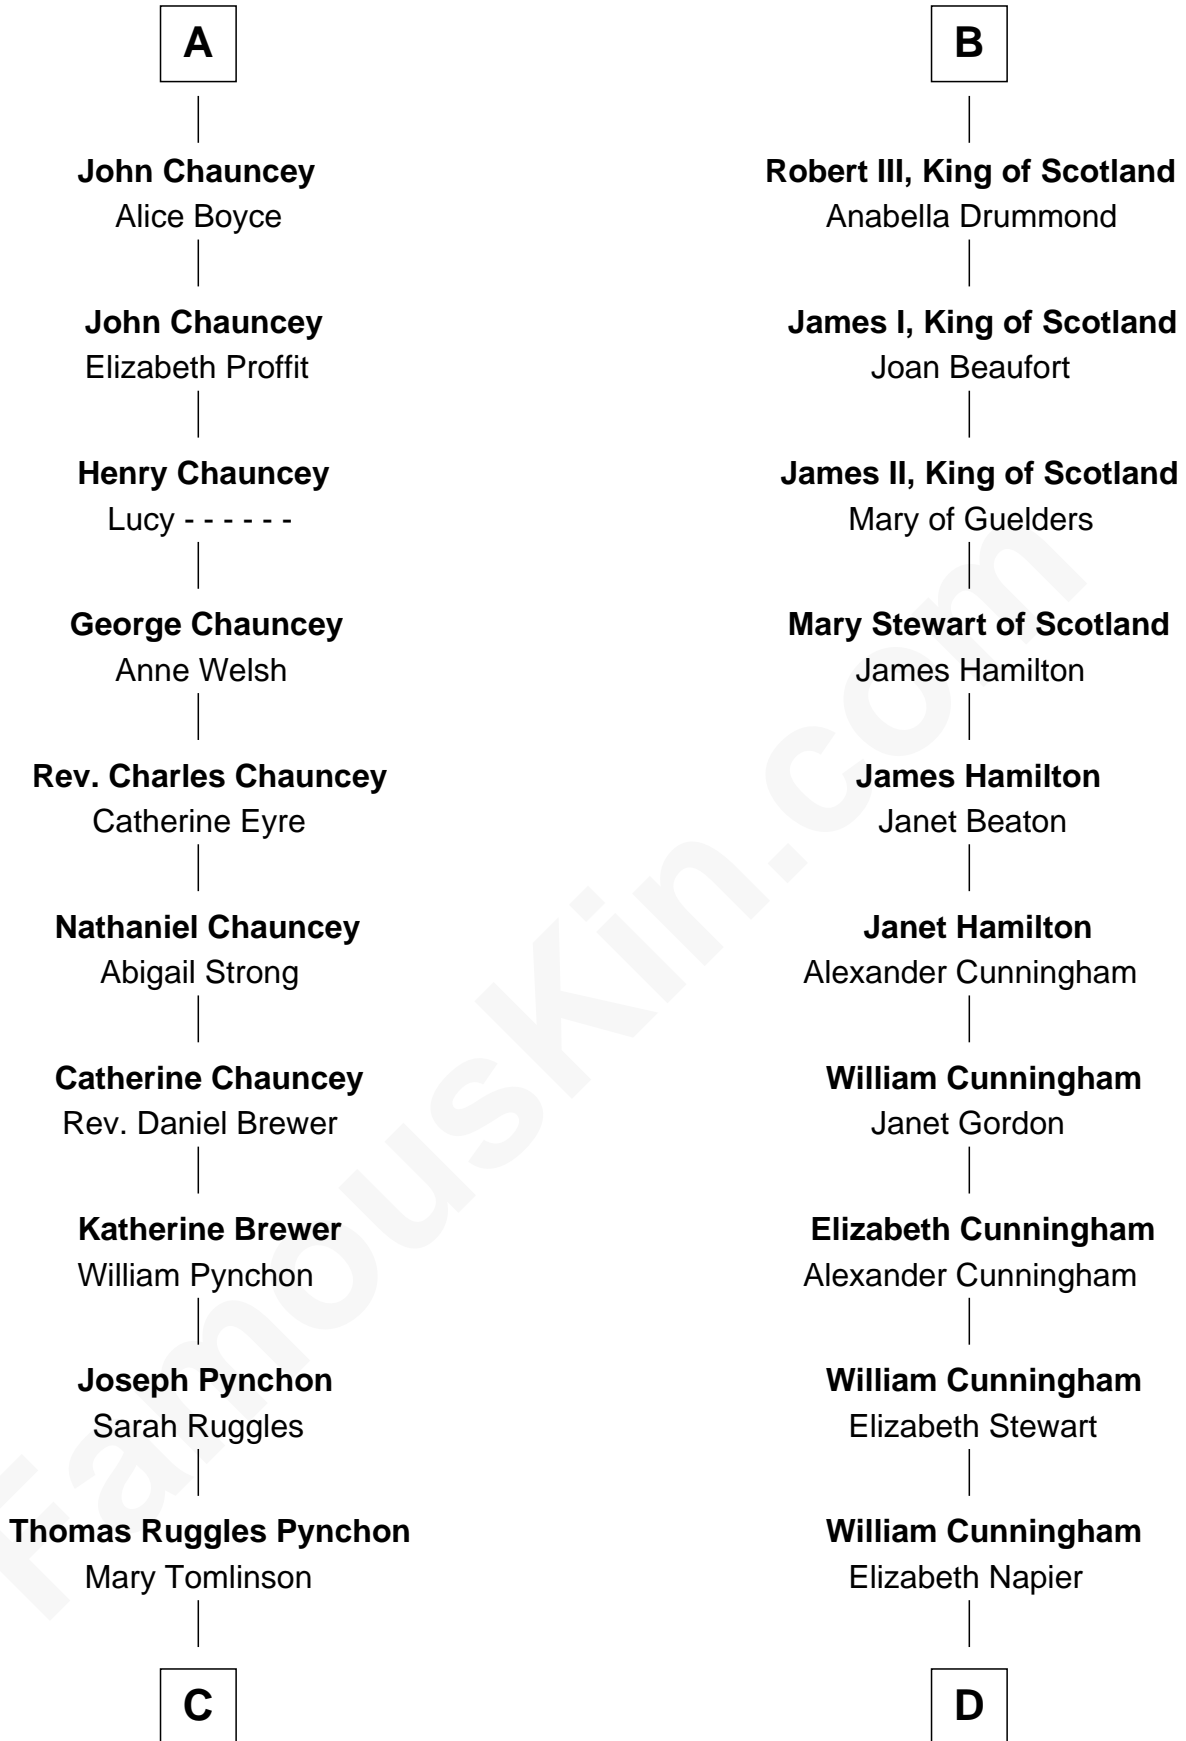 A
John Chauncey
Alice Boyce
John Chauncey
Elizabeth Proffit
Henry Chauncey
Lucy - - - - - -
George Chauncey
Anne Welsh
Rev. Charles Chauncey
Catherine Eyre
Nathaniel Chauncey
Abigail Strong
Catherine Chauncey
Rev. Daniel Brewer
Katherine Brewer
William Pynchon
Joseph Pynchon
Sarah Ruggles
Thomas Ruggles Pynchon
Mary Tomlinson
C
B
Robert III, King of Scotland
Anabella Drummond
James I, King of Scotland
Joan Beaufort
James II, King of Scotland
Mary of Guelders
Mary Stewart of Scotland
James Hamilton
James Hamilton
Janet Beaton
Janet Hamilton
Alexander Cunningham
William Cunningham
Janet Gordon
Elizabeth Cunningham
Alexander Cunningham
William Cunningham
Elizabeth Stewart
William Cunningham
Elizabeth Napier
D
FamousKin.com